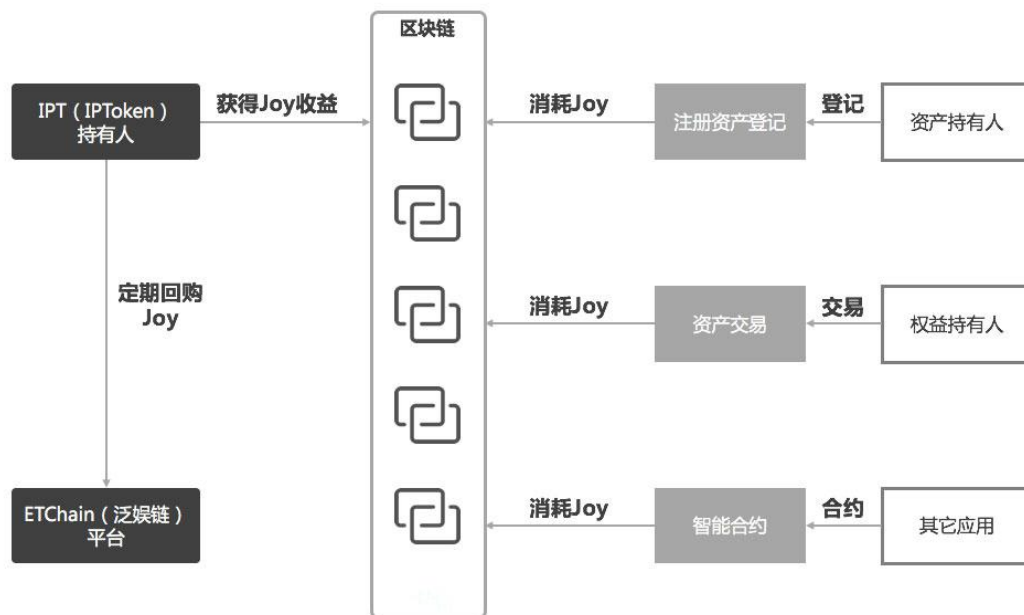 区块链
IPT（IPToken）
持有人
获得Joy收益
消耗Joy
注册资产登记
登记
资产持有人
定期回购
Joy
消耗Joy
资产交易
交易
权益持有人
ETChain（泛娱链）
平台
消耗Joy
智能合约
合约
其它应用